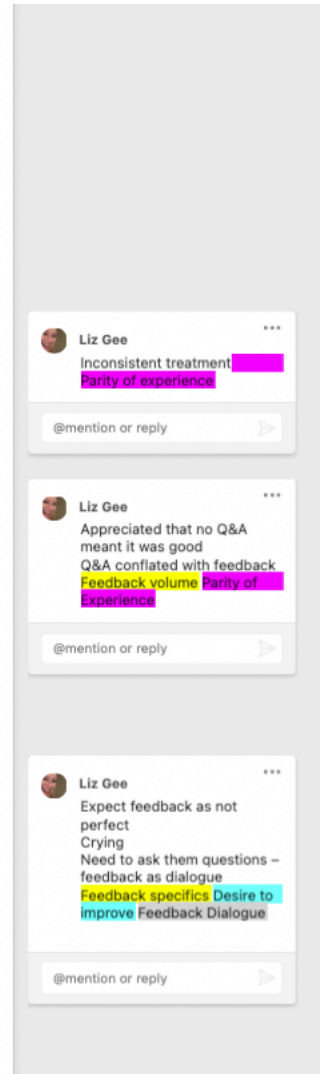 Liz Gee
Inconsistent treatment
Parity of experience
@mention or reply
Liz Gee
Appreciated that no Q&A
meant it was good
Q&A conflated with feedback
Feedback volume Parity of
Experience
@mention or reply
Liz Gee
Expect feedback as not
perfect
Crying
Need to ask them questions –
feedback as dialogue
Feedback specifics Desire to
improve Feedback Dialogue
@mention or reply